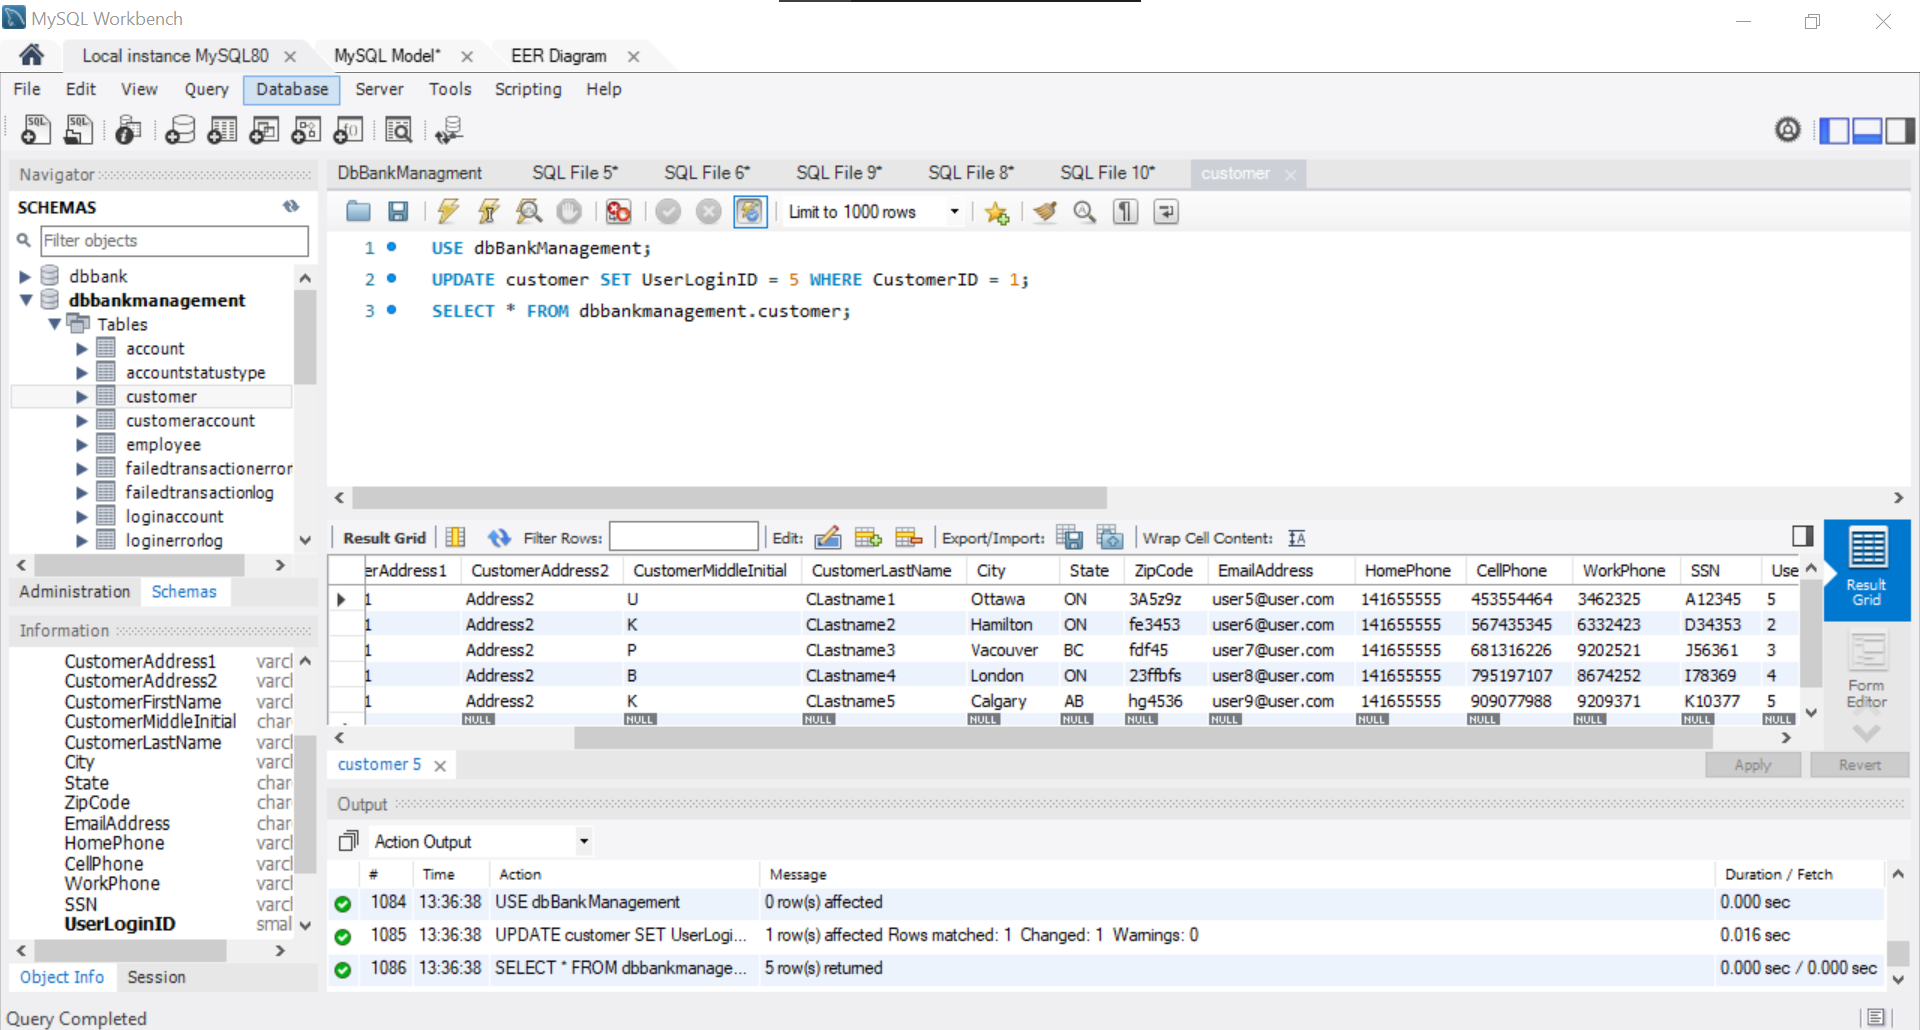 MySQL Workbench
Local instance MySQL80
MySQL Model*
EER Diagram
File Edit View Query Database Server Tools Scripting Help
Navigator
SCHEMAS
Filter objects
dbbank
dbbankmanagement
Tables
account
accountstatustype
customer
customeraccount
employee
failedtransactionerror
failedtransactionlog
loginaccount
loginerrorlog
Administration Schemas
Information
CustomerAddress1 varcl
CustomerAddress2 varcl
CustomerFirstName varcl
CustomerMiddleInitial char
CustomerLastName varcl
City varcl
State char
ZipCode char
EmailAddress char
HomePhone varcl
CellPhone varcl
WorkPhone varcl
SSN varcl
UserLoginID smal
Object Info Session
DbBankManagment SQL File 5* SQL File 6* SQL File 9* SQL File 8* SQL File 10* customer
Limit to 1000 rows
1 USE dbBankManagement;
2 UPDATE customer SET UserLoginID = 5 WHERE CustomerID = 1;
3 SELECT * FROM dbbankmanagement.customer;
Result Grid Filter Rows: Edit: Export/Import: Wrap Cell Content:
erAddress1 CustomerAddress2 CustomerMiddleInitial CustomerLastName City State ZipCode EmailAddress HomePhone CellPhone WorkPhone SSN Use
1 Address2 U CLastname1 Ottawa ON 3A5z9z user5@user.com 141655555 453554464 3462325 A12345 5
1 Address2 K CLastname2 Hamilton ON fe3453 user6@user.com 141655555 567435345 6332423 D34353 2
1 Address2 P CLastname3 Vacouver BC fdf45 user7@user.com 141655555 681316226 9202521 J56361 3
1 Address2 B CLastname4 London ON 23ffbfs user8@user.com 141655555 795197107 8674252 I78369 4
1 Address2 K CLastname5 Calgary AB hg4536 user9@user.com 141655555 909077988 9209371 K10377 5
NULL NULL NULL NULL NULL NULL NULL NULL NULL NULL NULL NULL
Result Grid
Form Editor
customer 5
Apply Revert
Output
Action Output
# Time Action Message Duration / Fetch
1084 13:36:38 USE dbBankManagement 0 row(s) affected 0.000 sec
1085 13:36:38 UPDATE customer SET UserLogi... 1 row(s) affected Rows matched: 1 Changed: 1 Warnings: 0 0.016 sec
1086 13:36:38 SELECT * FROM dbbankmanage... 5 row(s) returned 0.000 sec / 0.000 sec
Query Completed